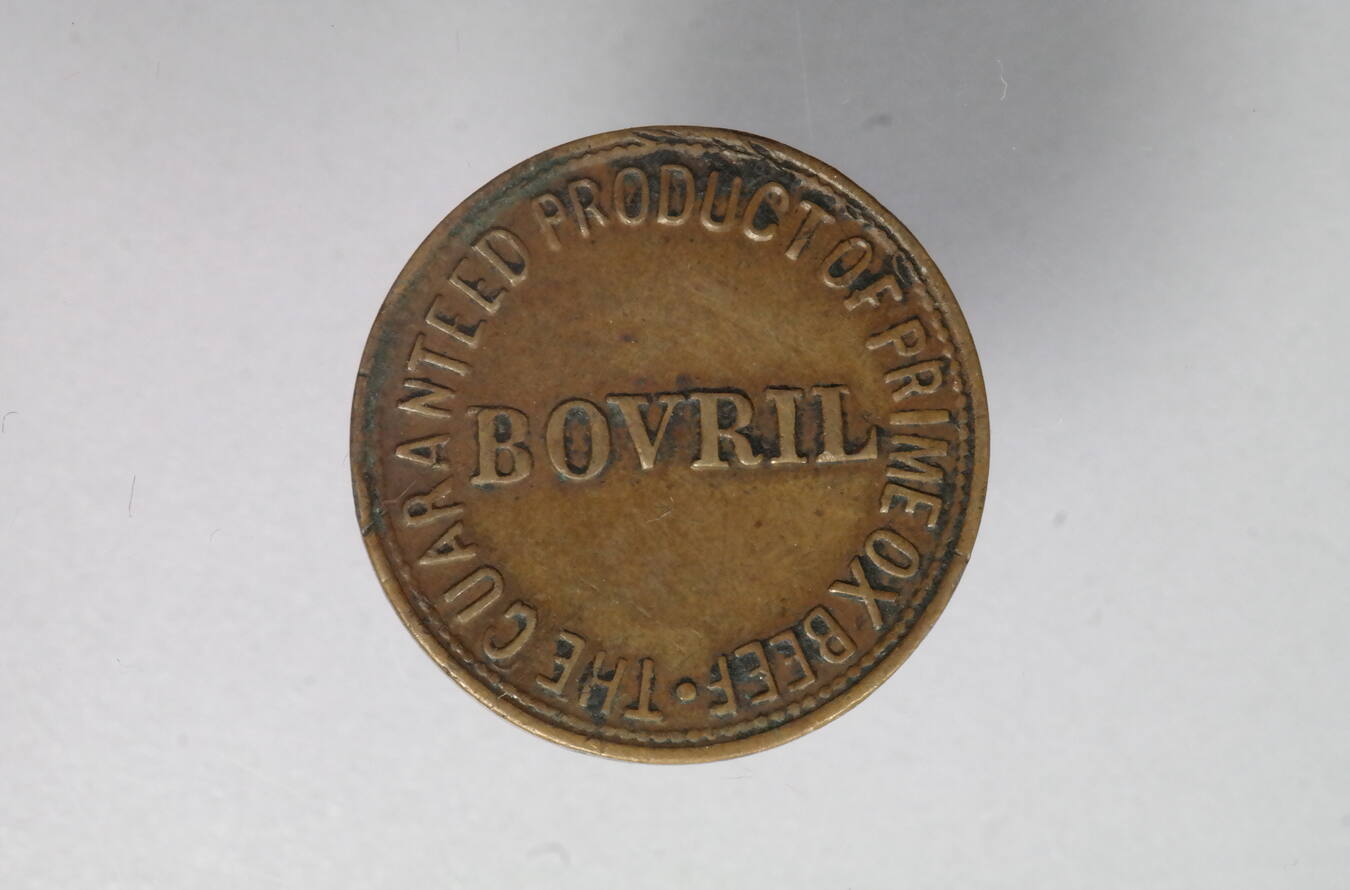 THE GUARANTEED PRODUCT OF PRIME OX BEEF •
BOVRIL